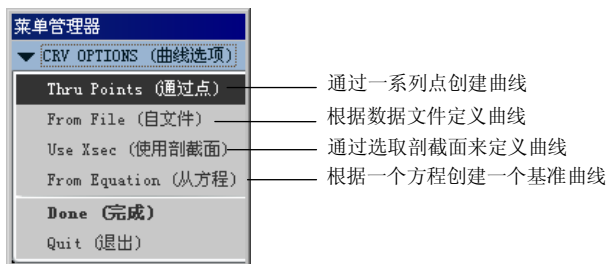 菜单管理器
CRV OPTIONS (曲线选项)
Thru Points (通过点) 通过一系列点创建曲线
From File (自文件) 根据数据文件定义曲线
Use Xsec (使用剖截面) 通过选取剖截面来定义曲线
From Equation (从方程) 根据一个方程创建一个基准曲线
Done (完成)
Quit (退出)